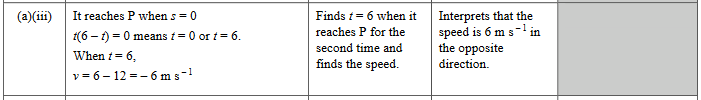 (a)(iii)
It reaches P when s = 0
t(6 – t) = 0 means t = 0 or t = 6.
When t = 6,
v = 6 – 12 = – 6 m s⁻¹
Finds t = 6 when it
reaches P for the
second time and
finds the speed.
Interprets that the
speed is 6 m s⁻¹ in
the opposite
direction.